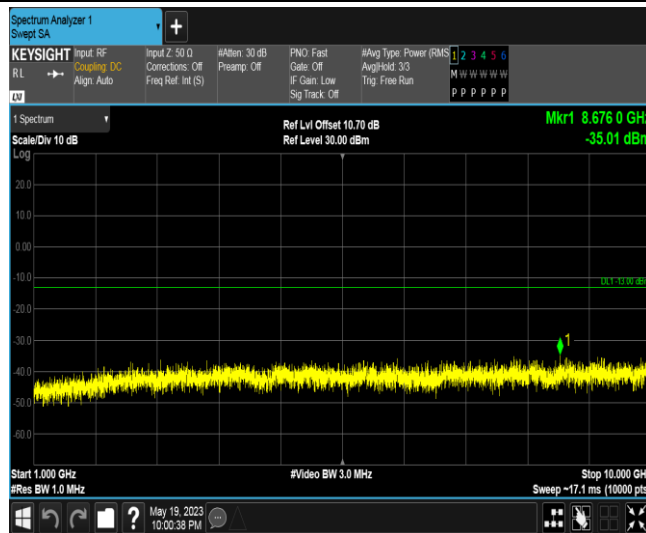 Spectrum Analyzer 1
Swept SA
KEYSIGHT
RL
LXI
Input: RF
Coupling: DC
Align: Auto
Input Z: 50 Ω
Corrections: Off
Freq Ref: Int (S)
#Atten: 30 dB
Preamp: Off
PNO: Fast
Gate: Off
IF Gain: Low
Sig Track: Off
#Avg Type: Power (RMS
Avg|Hold: 3/3
Trig: Free Run
1 2 3 4 5 6
M W W W W W
P P P P P P
1 Spectrum
Scale/Div 10 dB
Ref Lvl Offset 10.70 dB
Ref Level 30.00 dBm
Mkr1 8.676 0 GHz
-35.01 dBm
Log
20.0
10.0
0.00
-10.0
DL1 -13.00 dBm
-20.0
-30.0
1
-40.0
-50.0
-60.0
Start 1.000 GHz
#Video BW 3.0 MHz
Stop 10.000 GHz
#Res BW 1.0 MHz
Sweep ~17.1 ms (10000 pts)
?
May 19, 2023
10:00:38 PM